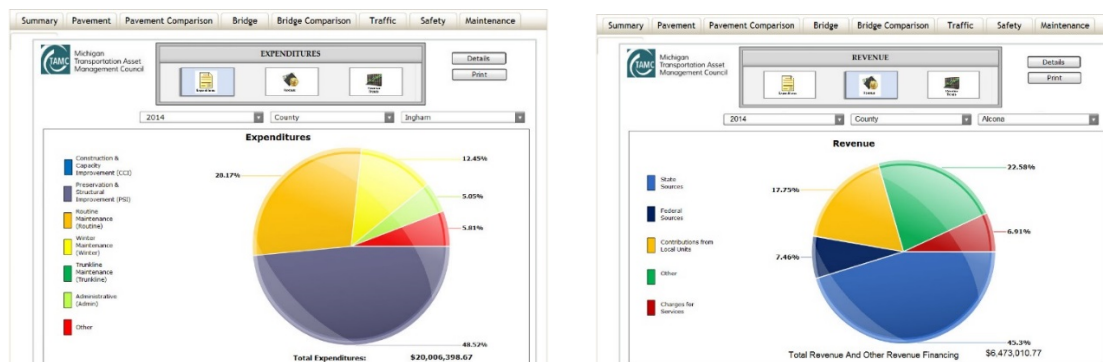 Summary Pavement Pavement Comparison Bridge Bridge Comparison Traffic Safety Maintenance
TAMC
Michigan
Transportation Asset
Management Council
EXPENDITURES
Details
Print
2014 County Ingham
Expenditures
Construction &
Capacity
Improvement (CCI)
Preservation &
Structural
Improvement (PSI)
Routine
Maintenance
(Routine)
Winter
Maintenance
(Winter)
Trunkline
Maintenance
(Trunkline)
Administrative
(Admin)
Other
28.17%
12.45%
5.05%
5.81%
48.52%
Total Expenditures: $20,006,398.67
Summary Pavement Pavement Comparison Bridge Bridge Comparison Traffic Safety Maintenance
TAMC
Michigan
Transportation Asset
Management Council
REVENUE
Details
Print
2014 County Alcona
Revenue
State
Sources
Federal
Sources
Contributions from
Local Units
Other
Charges for
Services
17.75%
22.58%
6.91%
7.46%
45.3%
Total Revenue And Other Revenue Financing $6,473,010.77